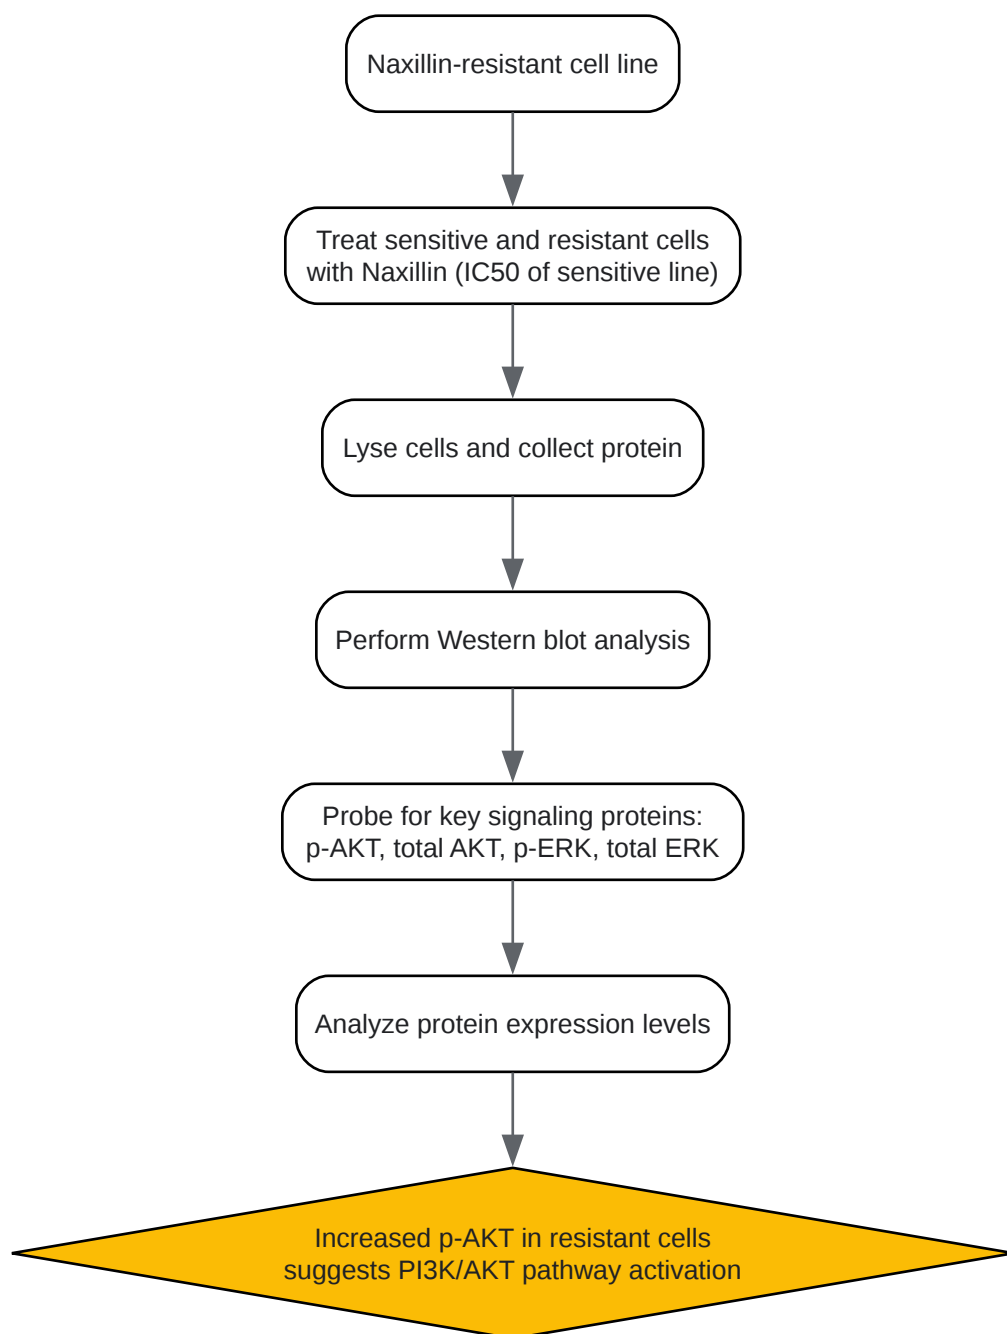 Naxillin-resistant cell line
Treat sensitive and resistant cells
with Naxillin (IC50 of sensitive line)
Lyse cells and collect protein
Perform Western blot analysis
Probe for key signaling proteins:
p-AKT, total AKT, p-ERK, total ERK
Analyze protein expression levels
Increased p-AKT in resistant cells
suggests PI3K/AKT pathway activation